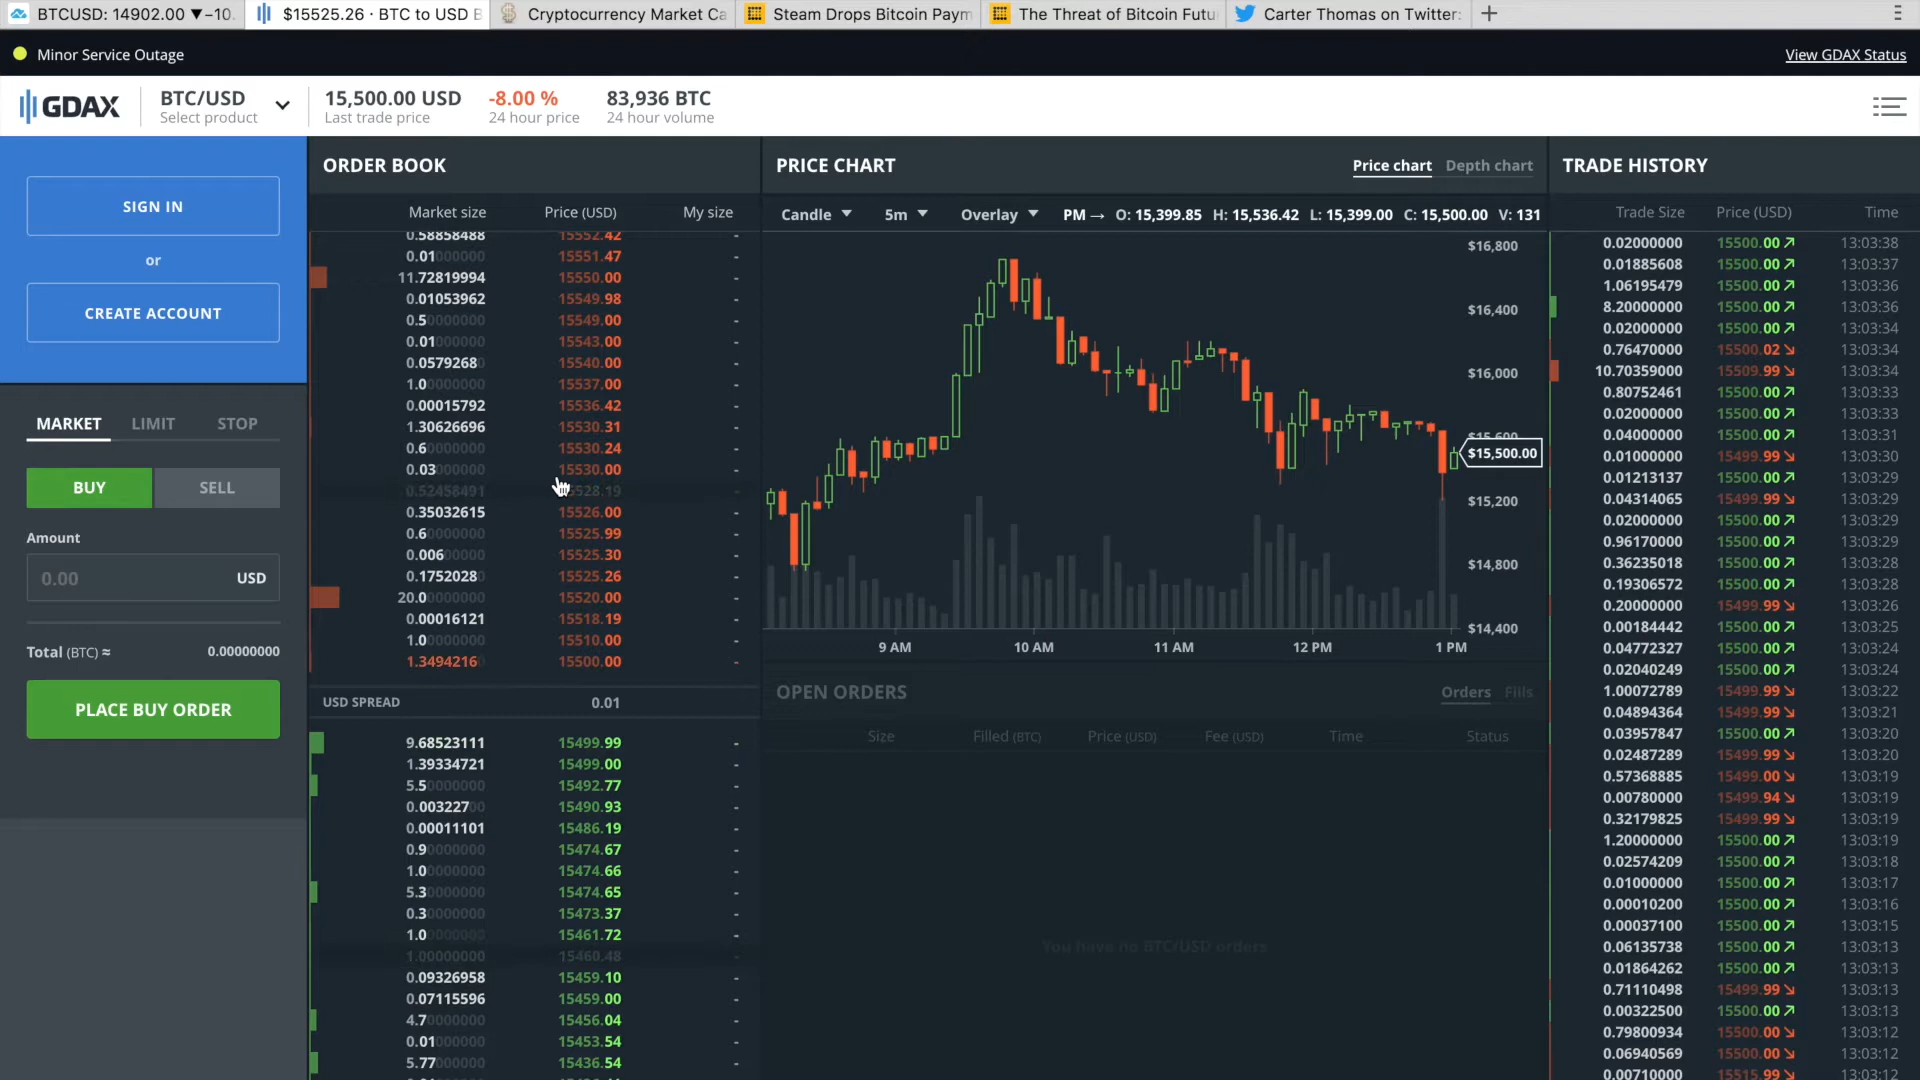 BTCUSD: 14902.00 ▼−10.
$15525.26 · BTC to USD B
Cryptocurrency Market Ca
Steam Drops Bitcoin Paym
The Threat of Bitcoin Futu
Carter Thomas on Twitter:
Minor Service Outage
View GDAX Status
GDAX
BTC/USD
Select product
15,500.00 USD
Last trade price
-8.00 %
24 hour price
83,936 BTC
24 hour volume
SIGN IN
or
CREATE ACCOUNT
MARKET LIMIT STOP
BUY SELL
Amount
0.00 USD
Total (BTC) ≈ 0.00000000
PLACE BUY ORDER
ORDER BOOK
Market size Price (USD) My size
0.58858488 15552.42 -
0.01000000 15551.47 -
11.72819994 15550.00 -
0.01053962 15549.98 -
0.50000000 15549.00 -
0.01000000 15543.00 -
0.05792680 15540.00 -
1.00000000 15537.00 -
0.00015792 15536.42 -
1.30626696 15530.31 -
0.60000000 15530.24 -
0.03000000 15530.00 -
0.52458491 15528.19 -
0.35032615 15526.00 -
0.60000000 15525.99 -
0.00600000 15525.30 -
0.17520280 15525.26 -
20.00000000 15520.00 -
0.00016121 15518.19 -
1.00000000 15510.00 -
1.34942160 15500.00 -
USD SPREAD 0.01
9.68523111 15499.99 -
1.39334721 15499.00 -
5.50000000 15492.77 -
0.00322700 15490.93 -
0.00011101 15486.19 -
0.90000000 15474.67 -
1.00000000 15474.66 -
5.30000000 15474.65 -
0.30000000 15473.37 -
1.00000000 15461.72 -
1.00000000 15460.48 -
0.09326958 15459.10 -
0.07115596 15459.00 -
4.70000000 15456.04 -
0.01000000 15453.54 -
5.77000000 15436.54 -
PRICE CHART
Price chart Depth chart
Candle 5m Overlay PM → O: 15,399.85 H: 15,536.42 L: 15,399.00 C: 15,500.00 V: 131
$16,800
$16,400
$16,000
$15,600
$15,500.00
$15,200
$14,800
$14,400
9 AM 10 AM 11 AM 12 PM 1 PM
OPEN ORDERS
Orders Fills
Size Filled (BTC) Price (USD) Fee (USD) Time Status
You have no BTC/USD orders
TRADE HISTORY
Trade Size Price (USD) Time
0.02000000 15500.00 ↗ 13:03:38
0.01885608 15500.00 ↗ 13:03:37
1.06195479 15500.00 ↗ 13:03:36
8.20000000 15500.00 ↗ 13:03:36
0.02000000 15500.00 ↗ 13:03:34
0.76470000 15500.02 ↘ 13:03:34
10.70359000 15509.99 ↘ 13:03:34
0.80752461 15500.00 ↗ 13:03:33
0.02000000 15500.00 ↗ 13:03:33
0.04000000 15500.00 ↗ 13:03:31
0.01000000 15499.99 ↘ 13:03:30
0.01213137 15500.00 ↗ 13:03:29
0.04314065 15499.99 ↘ 13:03:29
0.02000000 15500.00 ↗ 13:03:29
0.96170000 15500.00 ↗ 13:03:29
0.36235018 15500.00 ↗ 13:03:28
0.19306572 15500.00 ↗ 13:03:28
0.20000000 15499.99 ↘ 13:03:26
0.00184442 15500.00 ↗ 13:03:25
0.04772327 15500.00 ↗ 13:03:24
0.02040249 15500.00 ↗ 13:03:24
1.00072789 15499.99 ↘ 13:03:22
0.04894364 15499.99 ↘ 13:03:21
0.03957847 15500.00 ↗ 13:03:20
0.02487289 15499.99 ↘ 13:03:20
0.57368885 15499.00 ↘ 13:03:19
0.00780000 15499.94 ↘ 13:03:19
0.32179825 15499.99 ↘ 13:03:19
1.20000000 15500.00 ↗ 13:03:19
0.02574209 15500.00 ↗ 13:03:18
0.01000000 15500.00 ↗ 13:03:17
0.00010200 15500.00 ↗ 13:03:16
0.00037100 15500.00 ↗ 13:03:15
0.06135738 15500.00 ↗ 13:03:13
0.01864262 15500.00 ↗ 13:03:13
0.71110498 15499.99 ↘ 13:03:13
0.00322500 15500.00 ↗ 13:03:13
0.79800934 15500.00 ↘ 13:03:12
0.06940569 15500.00 ↘ 13:03:12
0.00710000 15515.99 ↘ 13:03:12